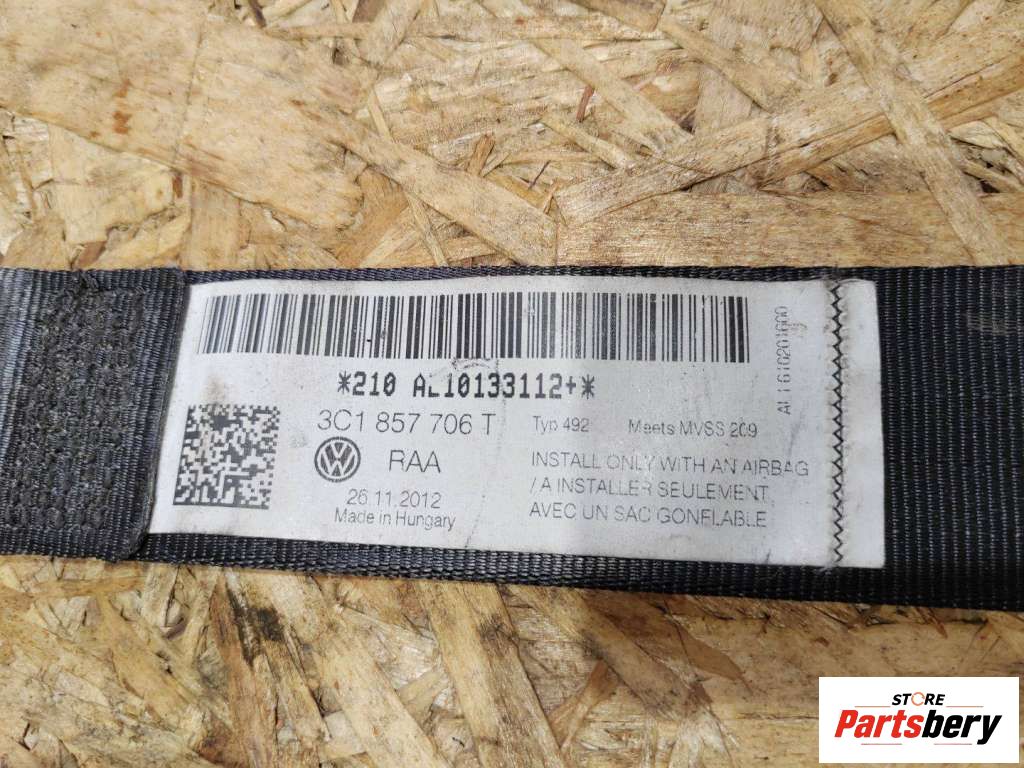 *210 AL10133112+*
3C1 857 706 T Typ 492 Meets MVSS 209
RAA
26.11.2012
Made in Hungary
INSTALL ONLY WITH AN AIRBAG
/ A INSTALLER SEULEMENT
AVEC UN SAC GONFLABLE
STORE
Partsbery